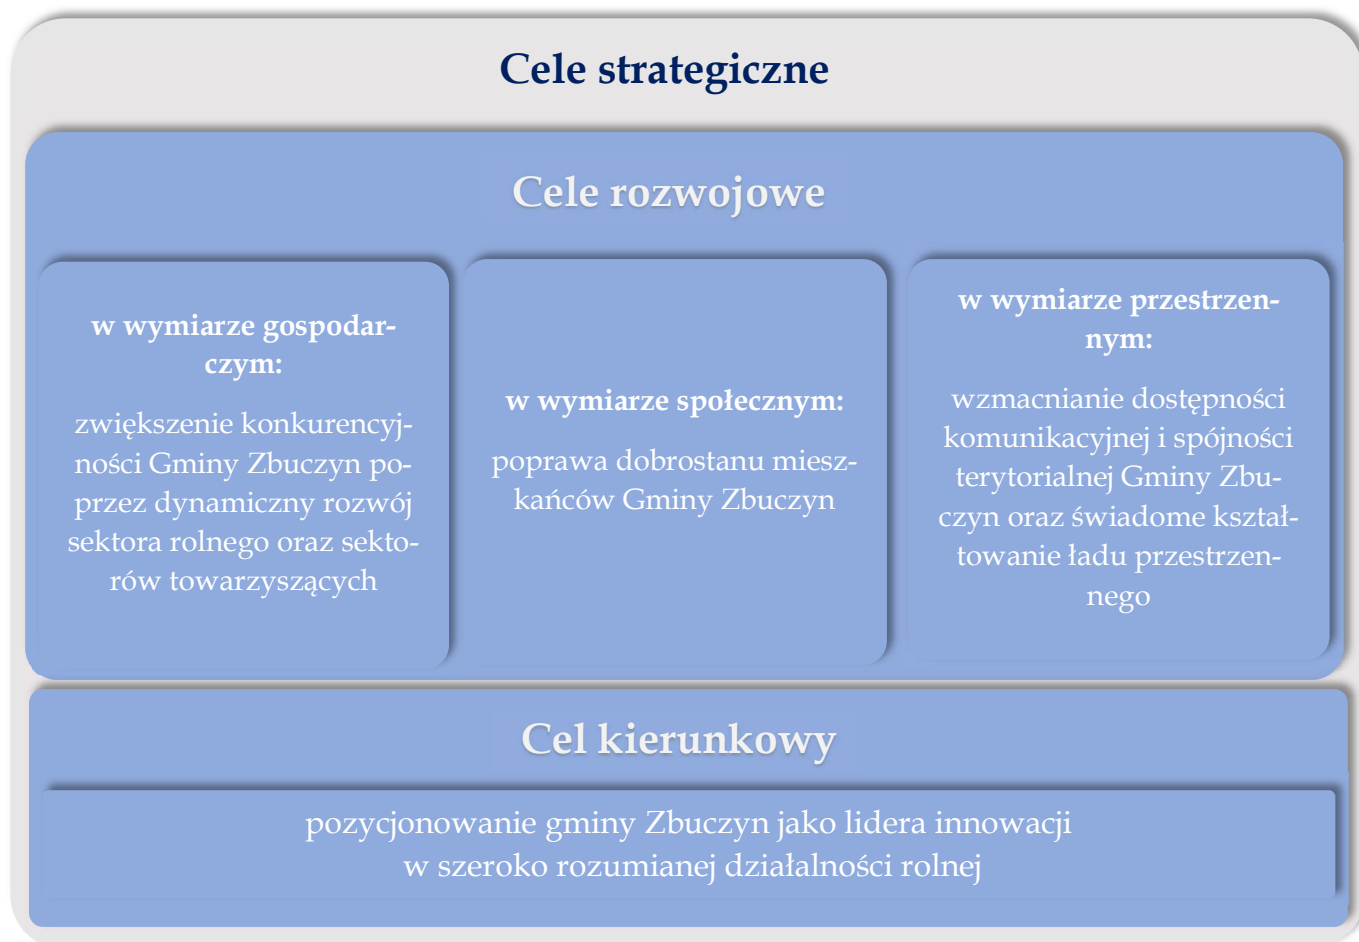 Cele strategiczne
Cele rozwojowe
w wymiarze gospodar-
czym:
zwiększenie konkurencyj-
ności Gminy Zbuczyn po-
przez dynamiczny rozwój
sektora rolnego oraz sekto-
rów towarzyszących
w wymiarze społecznym:
poprawa dobrostanu miesz-
kańców Gminy Zbuczyn
w wymiarze przestrzen-
nym:
wzmacnianie dostępności
komunikacyjnej i spójności
terytorialnej Gminy Zbu-
czyn oraz świadome kształ-
towanie ładu przestrzen-
nego
Cel kierunkowy
pozycjonowanie gminy Zbuczyn jako lidera innowacji
w szeroko rozumianej działalności rolnej